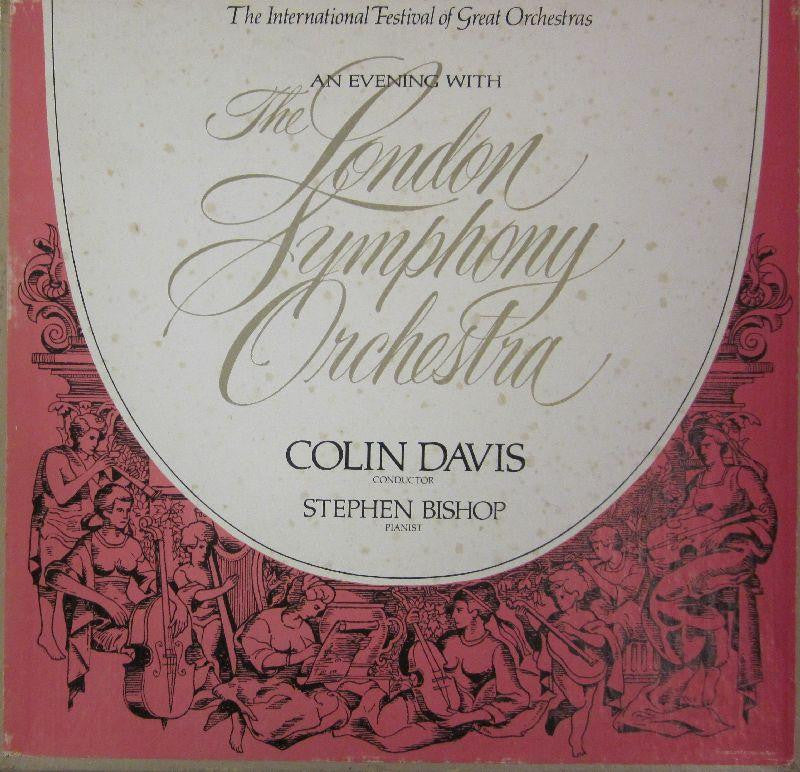 The International Festival of Great Orchestras
AN EVENING WITH
The London
Symphony
Orchestra
COLIN DAVIS
CONDUCTOR
STEPHEN BISHOP
PIANIST